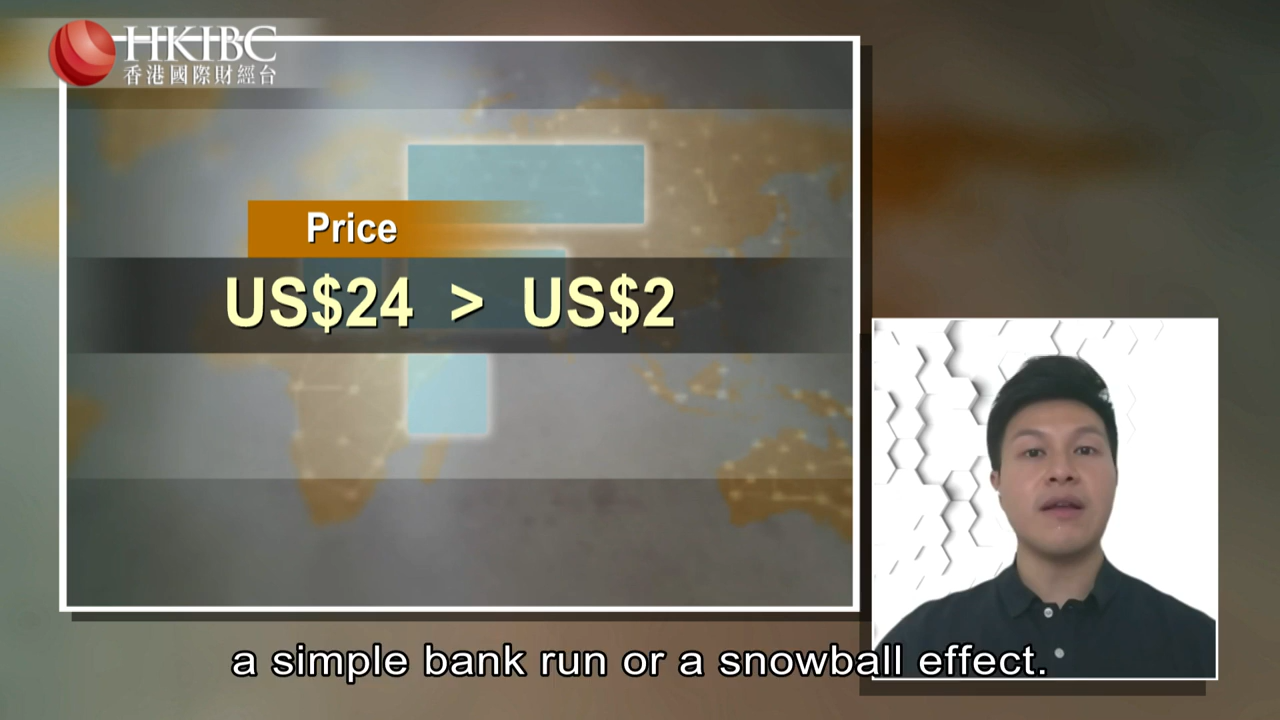 HKIBC
香港國際財經台
Price
US$24 > US$2
a simple bank run or a snowball effect.